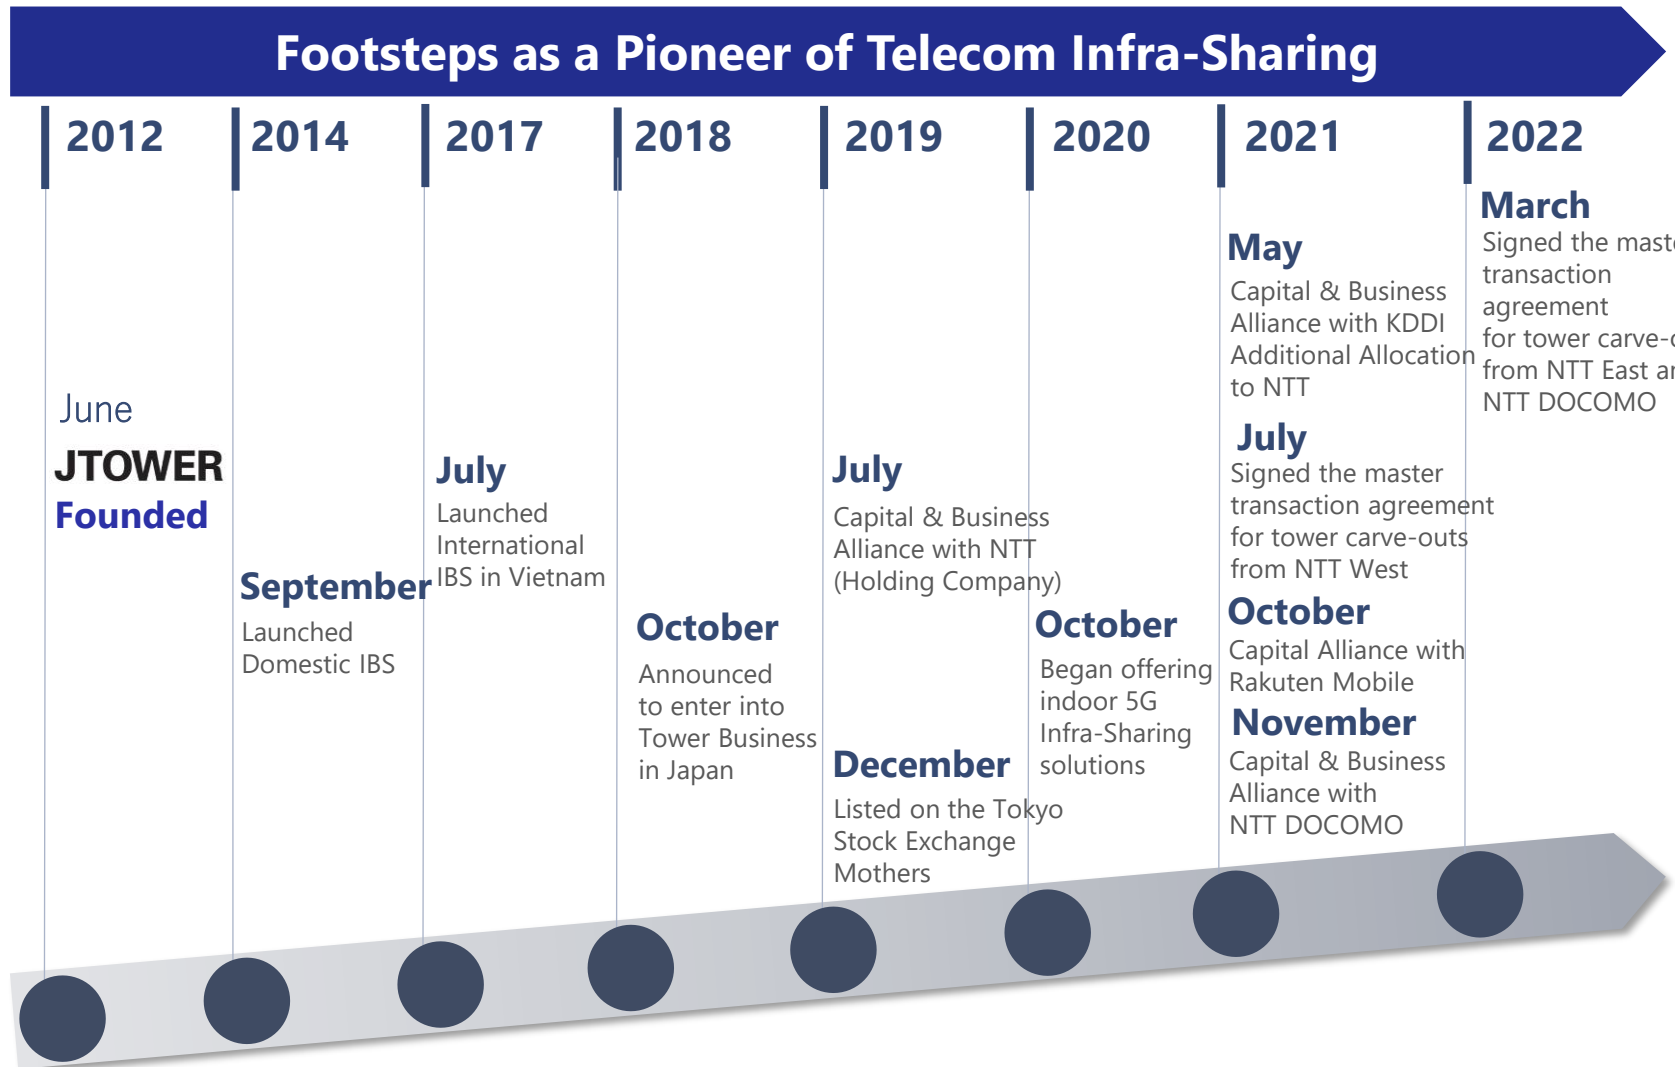 Footsteps as a Pioneer of Telecom Infra-Sharing
2012
June
JTOWER
Founded
2014
September
Launched
Domestic IBS
2017
July
Launched
International
IBS in Vietnam
2018
October
Announced
to enter into
Tower Business
in Japan
2019
July
Capital & Business
Alliance with NTT
(Holding Company)
December
Listed on the Tokyo
Stock Exchange
Mothers
2020
October
Began offering
indoor 5G
Infra-Sharing
solutions
2021
May
Capital & Business
Alliance with KDDI
Additional Allocation
to NTT
July
Signed the master
transaction agreement
for tower carve-outs
from NTT West
October
Capital Alliance with
Rakuten Mobile
November
Capital & Business
Alliance with
NTT DOCOMO
2022
March
Signed the
transaction
agreement
for tower
from NTT East
NTT DOCOMO